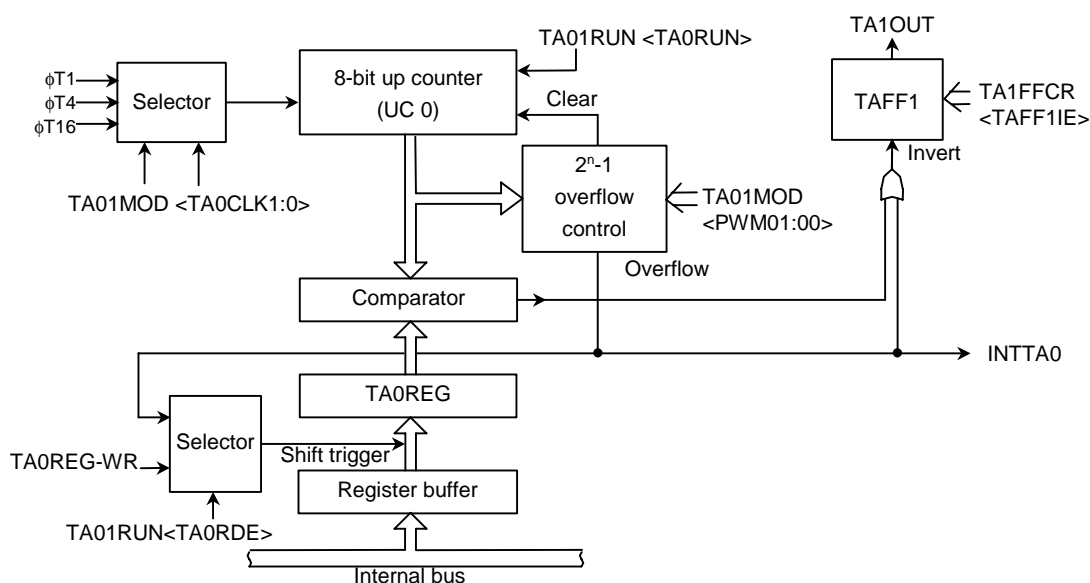 TA1OUT
TA01RUN <TA0RUN>
ϕT1
ϕT4
ϕT16
Selector
8-bit up counter
(UC 0)
Clear
TAFF1
TA1FFCR
<TAFF1IE>
Invert
TA01MOD <TA0CLK1:0>
2ⁿ-1
overflow
control
TA01MOD
<PWM01:00>
Overflow
Comparator
INTTA0
TA0REG
Selector
Shift trigger
TA0REG-WR
Register buffer
TA01RUN<TA0RDE>
Internal bus